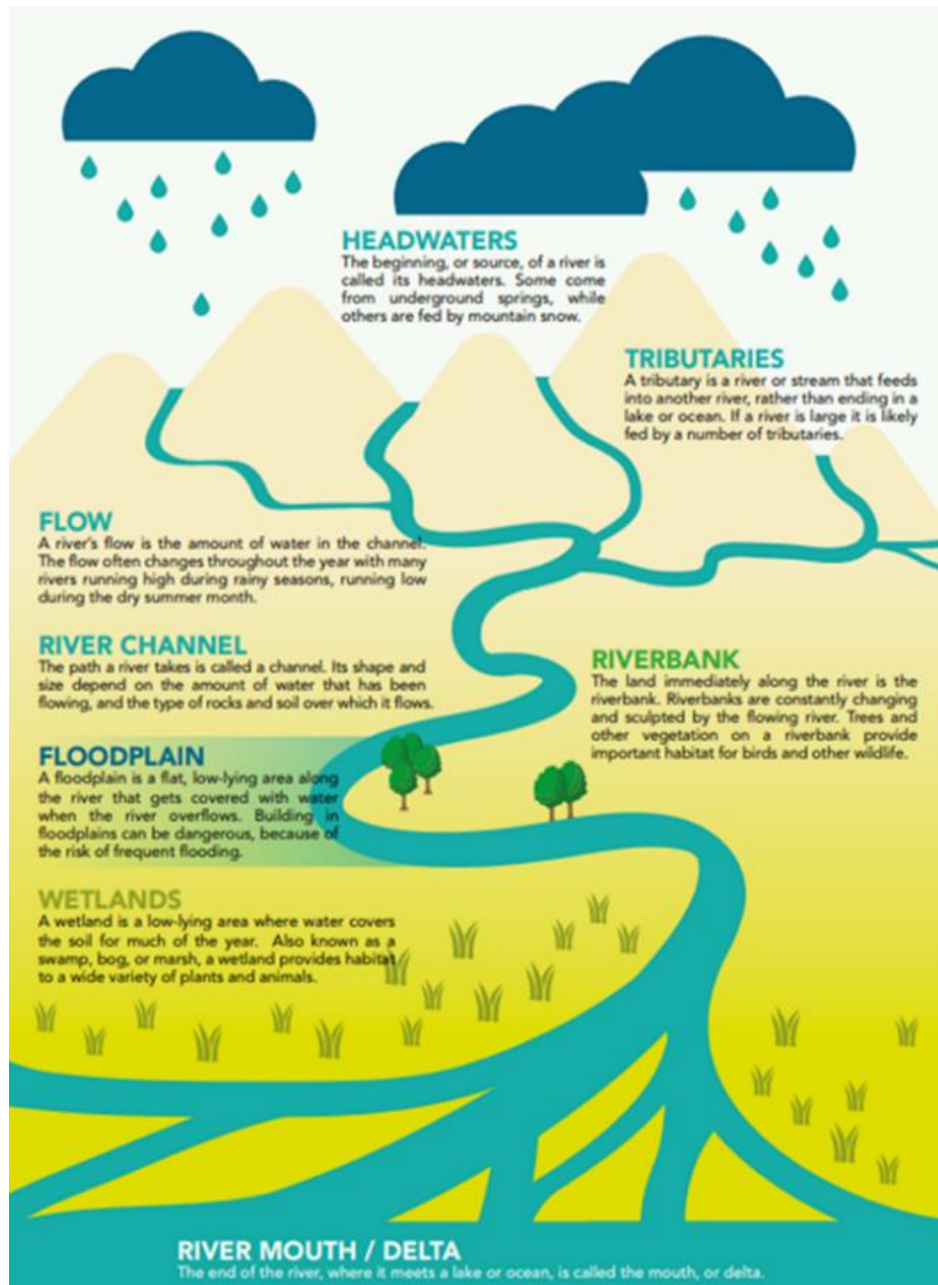 HEADWATERS
The beginning, or source, of a river is
called its headwaters. Some come
from underground springs, while
others are fed by mountain snow.
TRIBUTARIES
A tributary is a river or stream that feeds
into another river, rather than ending in a
lake or ocean. If a river is large it is likely
fed by a number of tributaries.
FLOW
A river's flow is the amount of water in the channel.
The flow often changes throughout the year with many
rivers running high during rainy seasons, running low
during the dry summer month.
RIVER CHANNEL
The path a river takes is called a channel. Its shape and
size depend on the amount of water that has been
flowing, and the type of rocks and soil over which it flows.
RIVERBANK
The land immediately along the river is the
riverbank. Riverbanks are constantly changing
and sculpted by the flowing river. Trees and
other vegetation on a riverbank provide
important habitat for birds and other wildlife.
FLOODPLAIN
A floodplain is a flat, low-lying area along
the river that gets covered with water
when the river overflows. Building in
floodplains can be dangerous, because of
the risk of frequent flooding.
WETLANDS
A wetland is a low-lying area where water covers
the soil for much of the year. Also known as a
swamp, bog, or marsh, a wetland provides habitat
to a wide variety of plants and animals.
RIVER MOUTH / DELTA
The end of the river, where it meets a lake or ocean, is called the mouth, or delta.